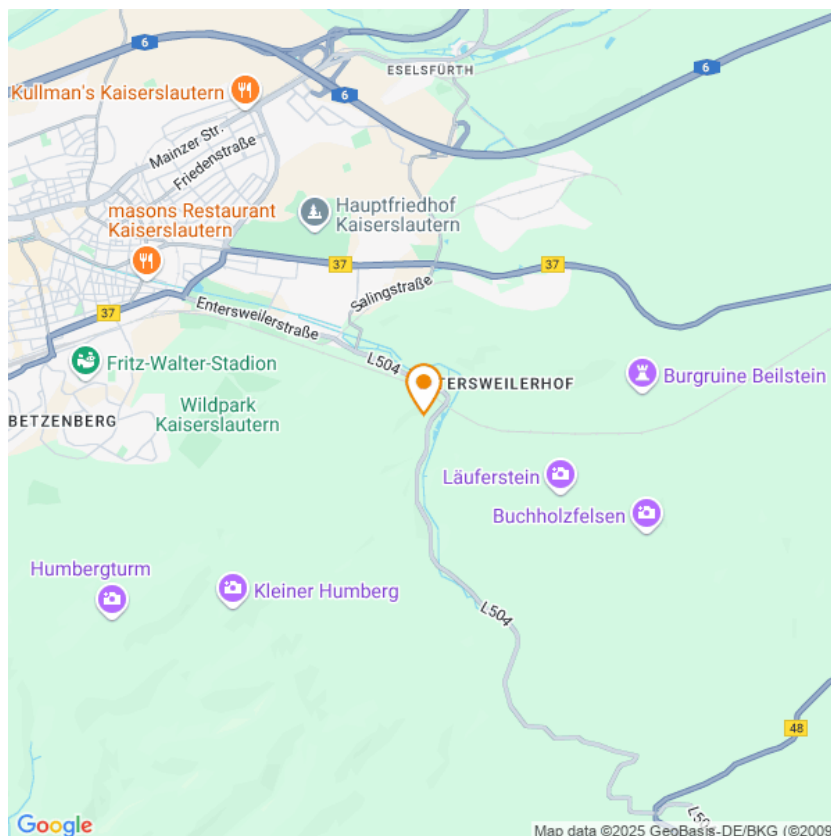 6
ESELSFÜRTH
6
Kullman's Kaiserslautern
6
Mainzer Str.
Friedenstraße
masons Restaurant
Kaiserslautern
Hauptfriedhof
Kaiserslautern
37
37
Salingstraße
37
Entersweilerstraße
L504
Fritz-Walter-Stadion
TERSWEILERHOF
Burgruine Beilstein
BETZENBERG
Wildpark
Kaiserslautern
Läuferstein
Buchholzfelsen
Humbergturm
Kleiner Humberg
L504
48
L50
Google
Map data ©2025 GeoBasis-DE/BKG (©2009